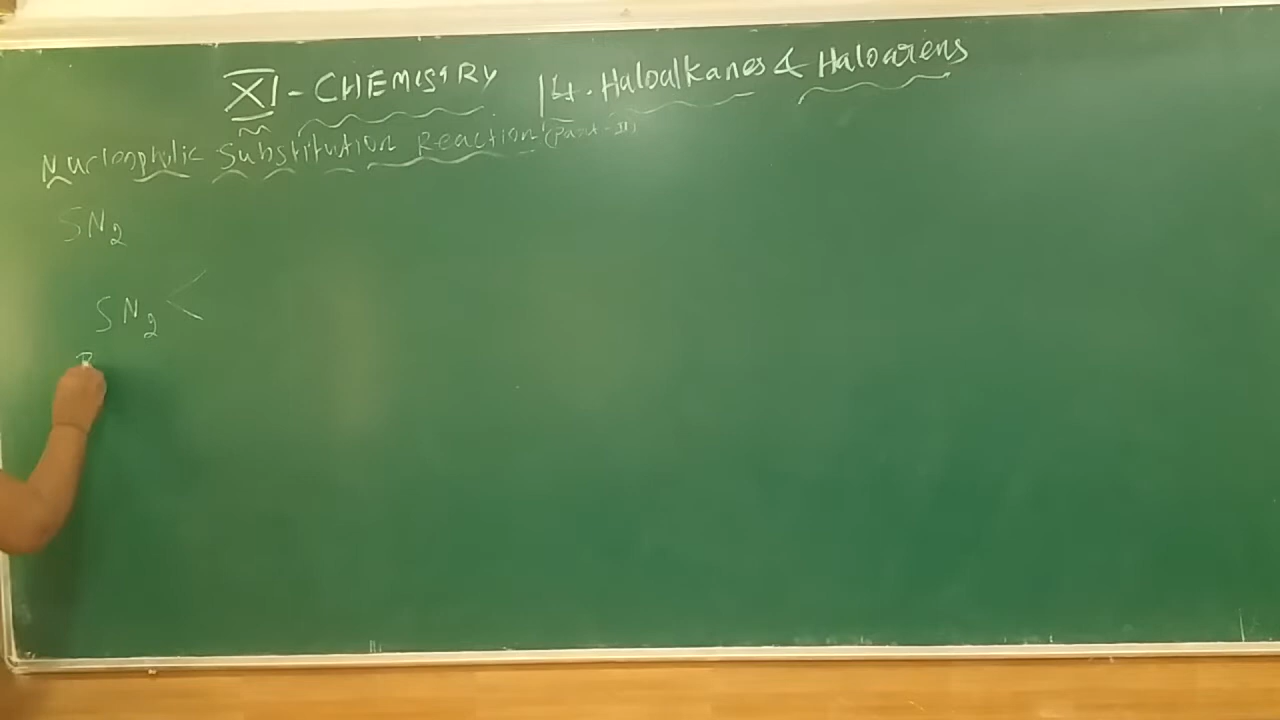 XI - CHEMISTRY 14. Haloalkanes & Haloarens
Nucleophilic Substitution Reaction (Part-II)
SN2
SN2 <